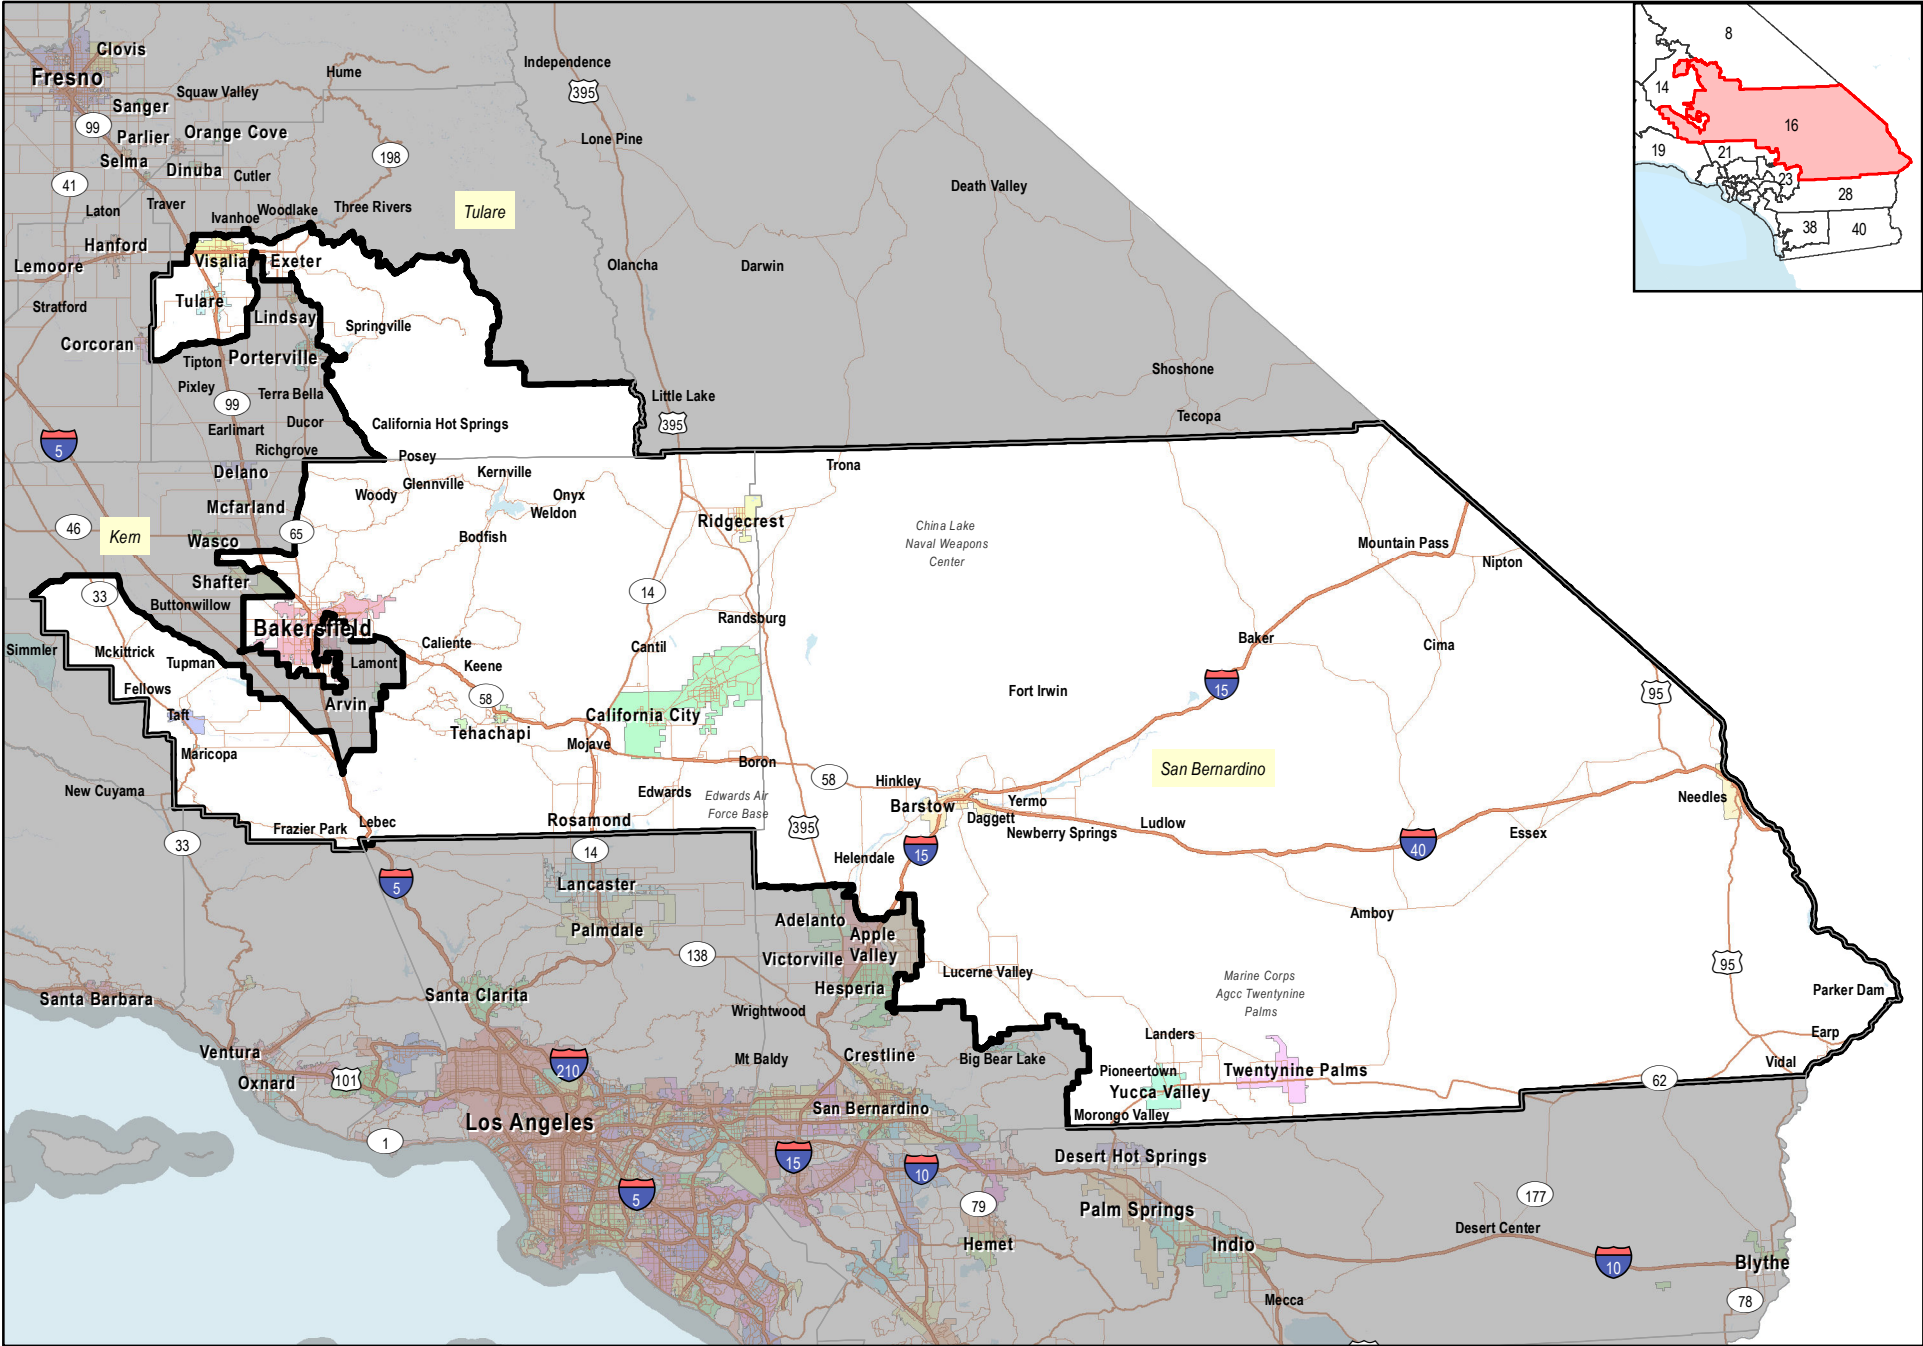 Clovis
Fresno
Hume
Independence
395
Squaw Valley
Sanger
99
Parlier
Orange Cove
Lone Pine
Selma
198
Dinuba
Cutler
41
Death Valley
Laton
Traver
Ivanhoe
Woodlake
Three Rivers
Tulare
Hanford
Lemoore
Visalia
Exeter
Olancha
Darwin
Stratford
Tulare
Lindsay
Springville
Corcoran
Tipton
Porterville
Shoshone
Pixley
Terra Bella
Little Lake
99
395
Tecopa
Earlimart
Ducor
California Hot Springs
5
Richgrove
Posey
Trona
Delano
Kernville
Glennville
Woody
Onyx
Weldon
Mcfarland
Ridgecrest
46
Kern
Wasco
65
Bodfish
China Lake
Naval Weapons
Center
Mountain Pass
Nipton
Shafter
33
14
Buttonwillow
Randsburg
Bakersfield
Simmler
Mckittrick
Tupman
Lamont
Caliente
Keene
Cantil
Baker
Cima
Fellows
58
Fort Irwin
15
95
Taft
Arvin
Tehachapi
California City
Mojave
Maricopa
Boron
58
Hinkley
San Bernardino
New Cuyama
Edwards
Edwards Air
Force Base
Barstow
Yermo
Needles
Frazier Park
Lebec
Rosamond
395
Daggett
Newberry Springs
Ludlow
Essex
33
14
Helendale
15
40
5
Lancaster
Adelanto
Apple
Valley
Amboy
Palmdale
138
Victorville
Lucerne Valley
95
Santa Barbara
Santa Clarita
Hesperia
Marine Corps
Agcc Twentynine
Palms
Parker Dam
Wrightwood
Landers
Earp
Ventura
Mt Baldy
Crestline
Big Bear Lake
Vidal
210
Oxnard
101
Pioneertown
Twentynine Palms
62
Yucca Valley
San Bernardino
Morongo Valley
Los Angeles
1
15
10
Desert Hot Springs
5
79
Palm Springs
177
Hemet
Indio
Desert Center
10
Blythe
Mecca
78
8
14
16
19
21
23
28
38
40